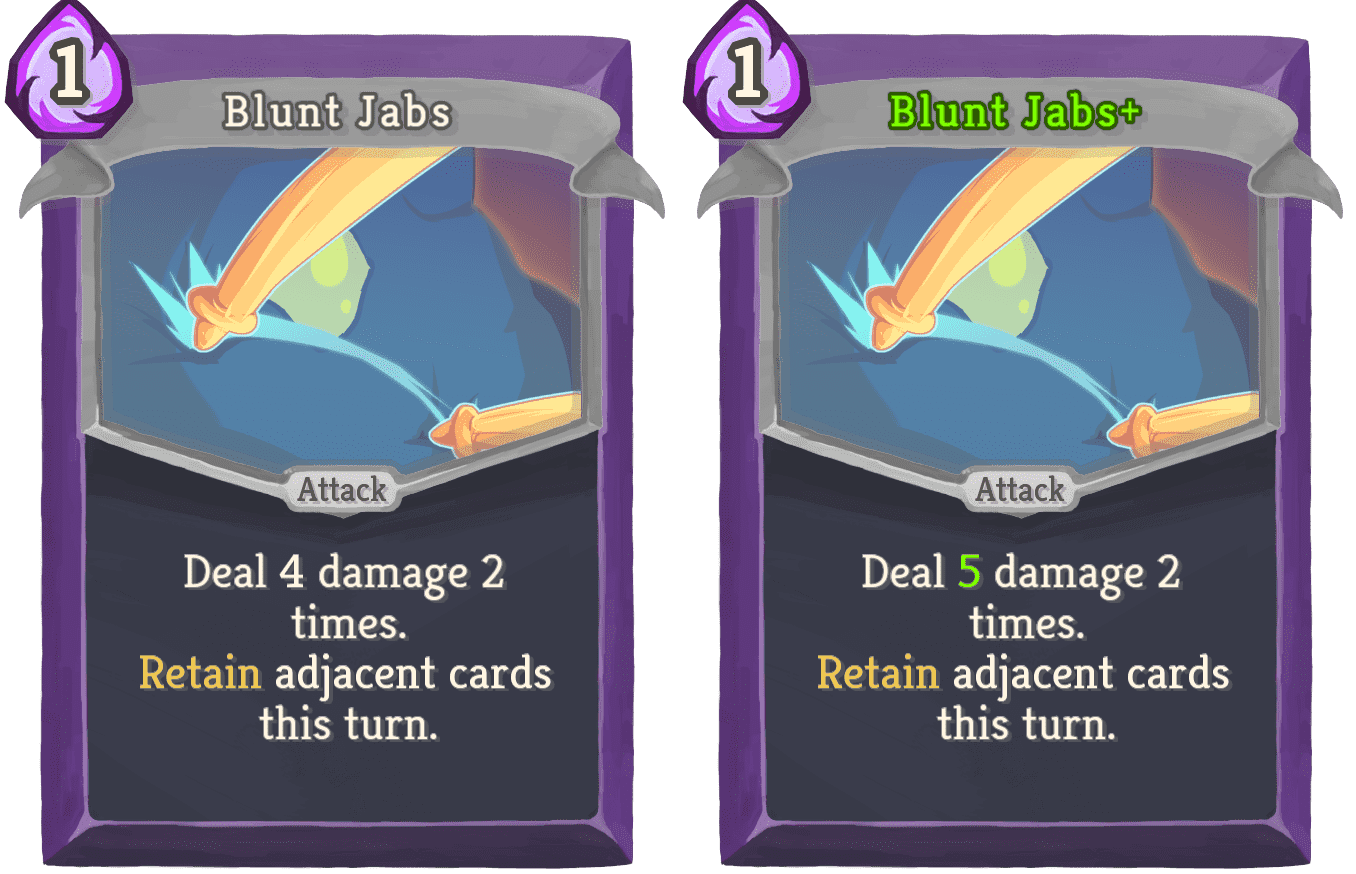 1
Blunt Jabs
Attack
Deal 4 damage 2
times.
Retain adjacent cards
this turn.
1
Blunt Jabs+
Attack
Deal 5 damage 2
times.
Retain adjacent cards
this turn.